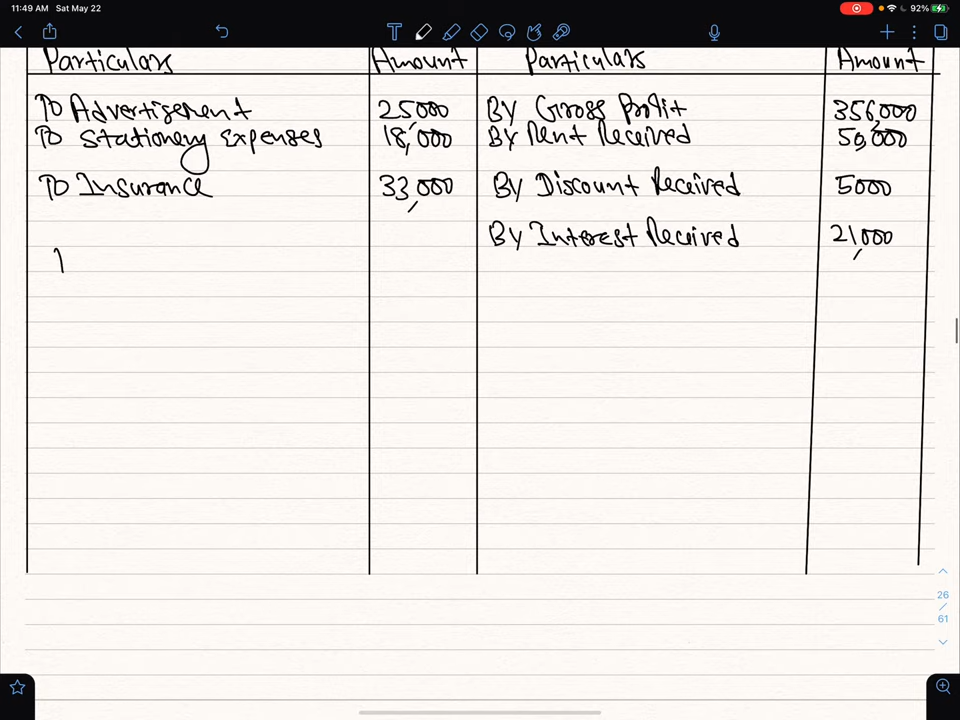 11:49 AM Sat May 22
92%
Particulars Amount Particulars Amount
To Advertisement 25,000 By Gross Profit 356,000
To Stationery Expenses 18,000 By Rent Received 50,000
To Insurance 33,000 By Discount Received 5000
By Interest Received 21,000
26
/
61